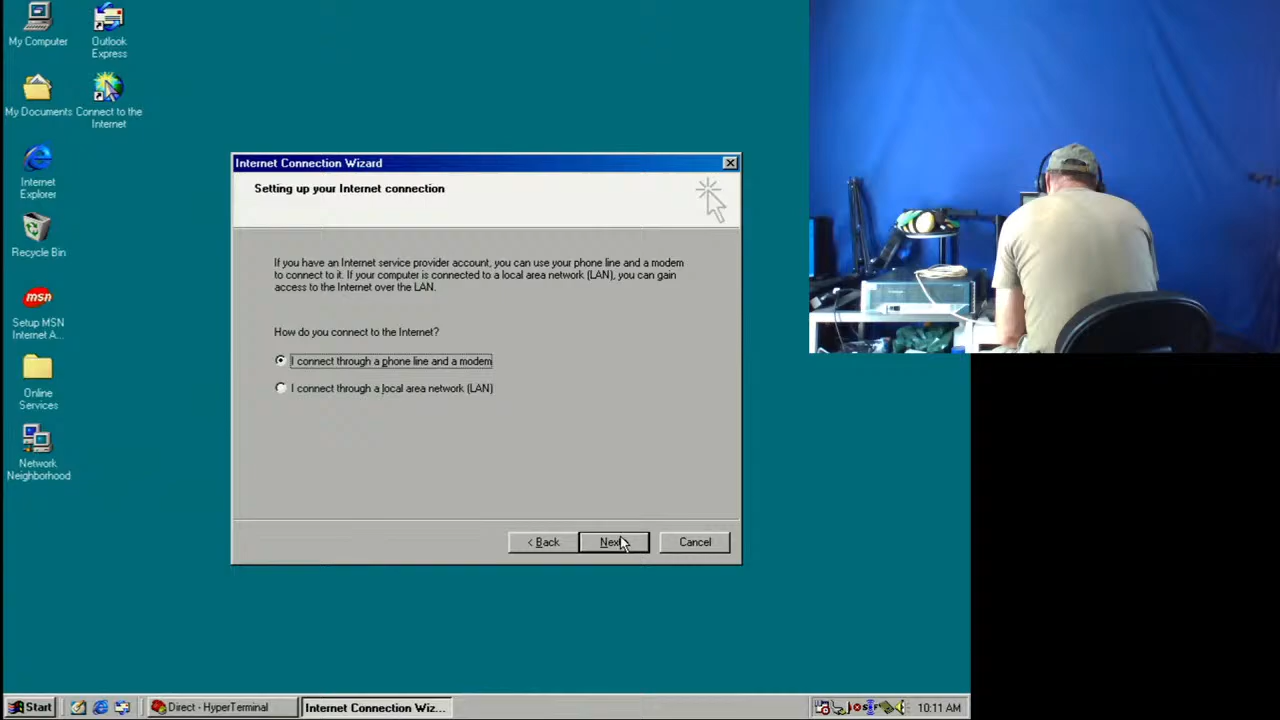 My Computer
Outlook
Express
My Documents
Connect to the
Internet
Internet
Explorer
Recycle Bin
msn
Setup MSN
Internet A...
Online
Services
Network
Neighborhood
Internet Connection Wizard
Setting up your Internet connection
If you have an Internet service provider account, you can use your phone line and a modem
to connect to it. If your computer is connected to a local area network (LAN), you can gain
access to the Internet over the LAN.
How do you connect to the Internet?
I connect through a phone line and a modem
I connect through a local area network (LAN)
< Back
Next
Cancel
Start
Direct - HyperTerminal
Internet Connection Wiz...
10:11 AM